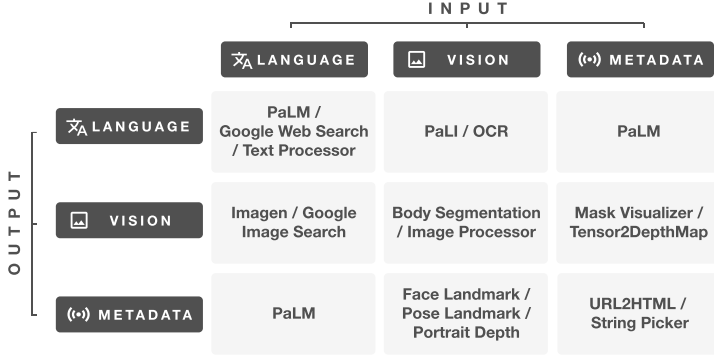 INPUT
LANGUAGE
VISION
METADATA
OUTPUT
LANGUAGE
PaLM /
Google Web Search
/ Text Processor
PaLI / OCR
PaLM
VISION
Imagen / Google
Image Search
Body Segmentation
/ Image Processor
Mask Visualizer /
Tensor2DepthMap
METADATA
PaLM
Face Landmark /
Pose Landmark /
Portrait Depth
URL2HTML /
String Picker